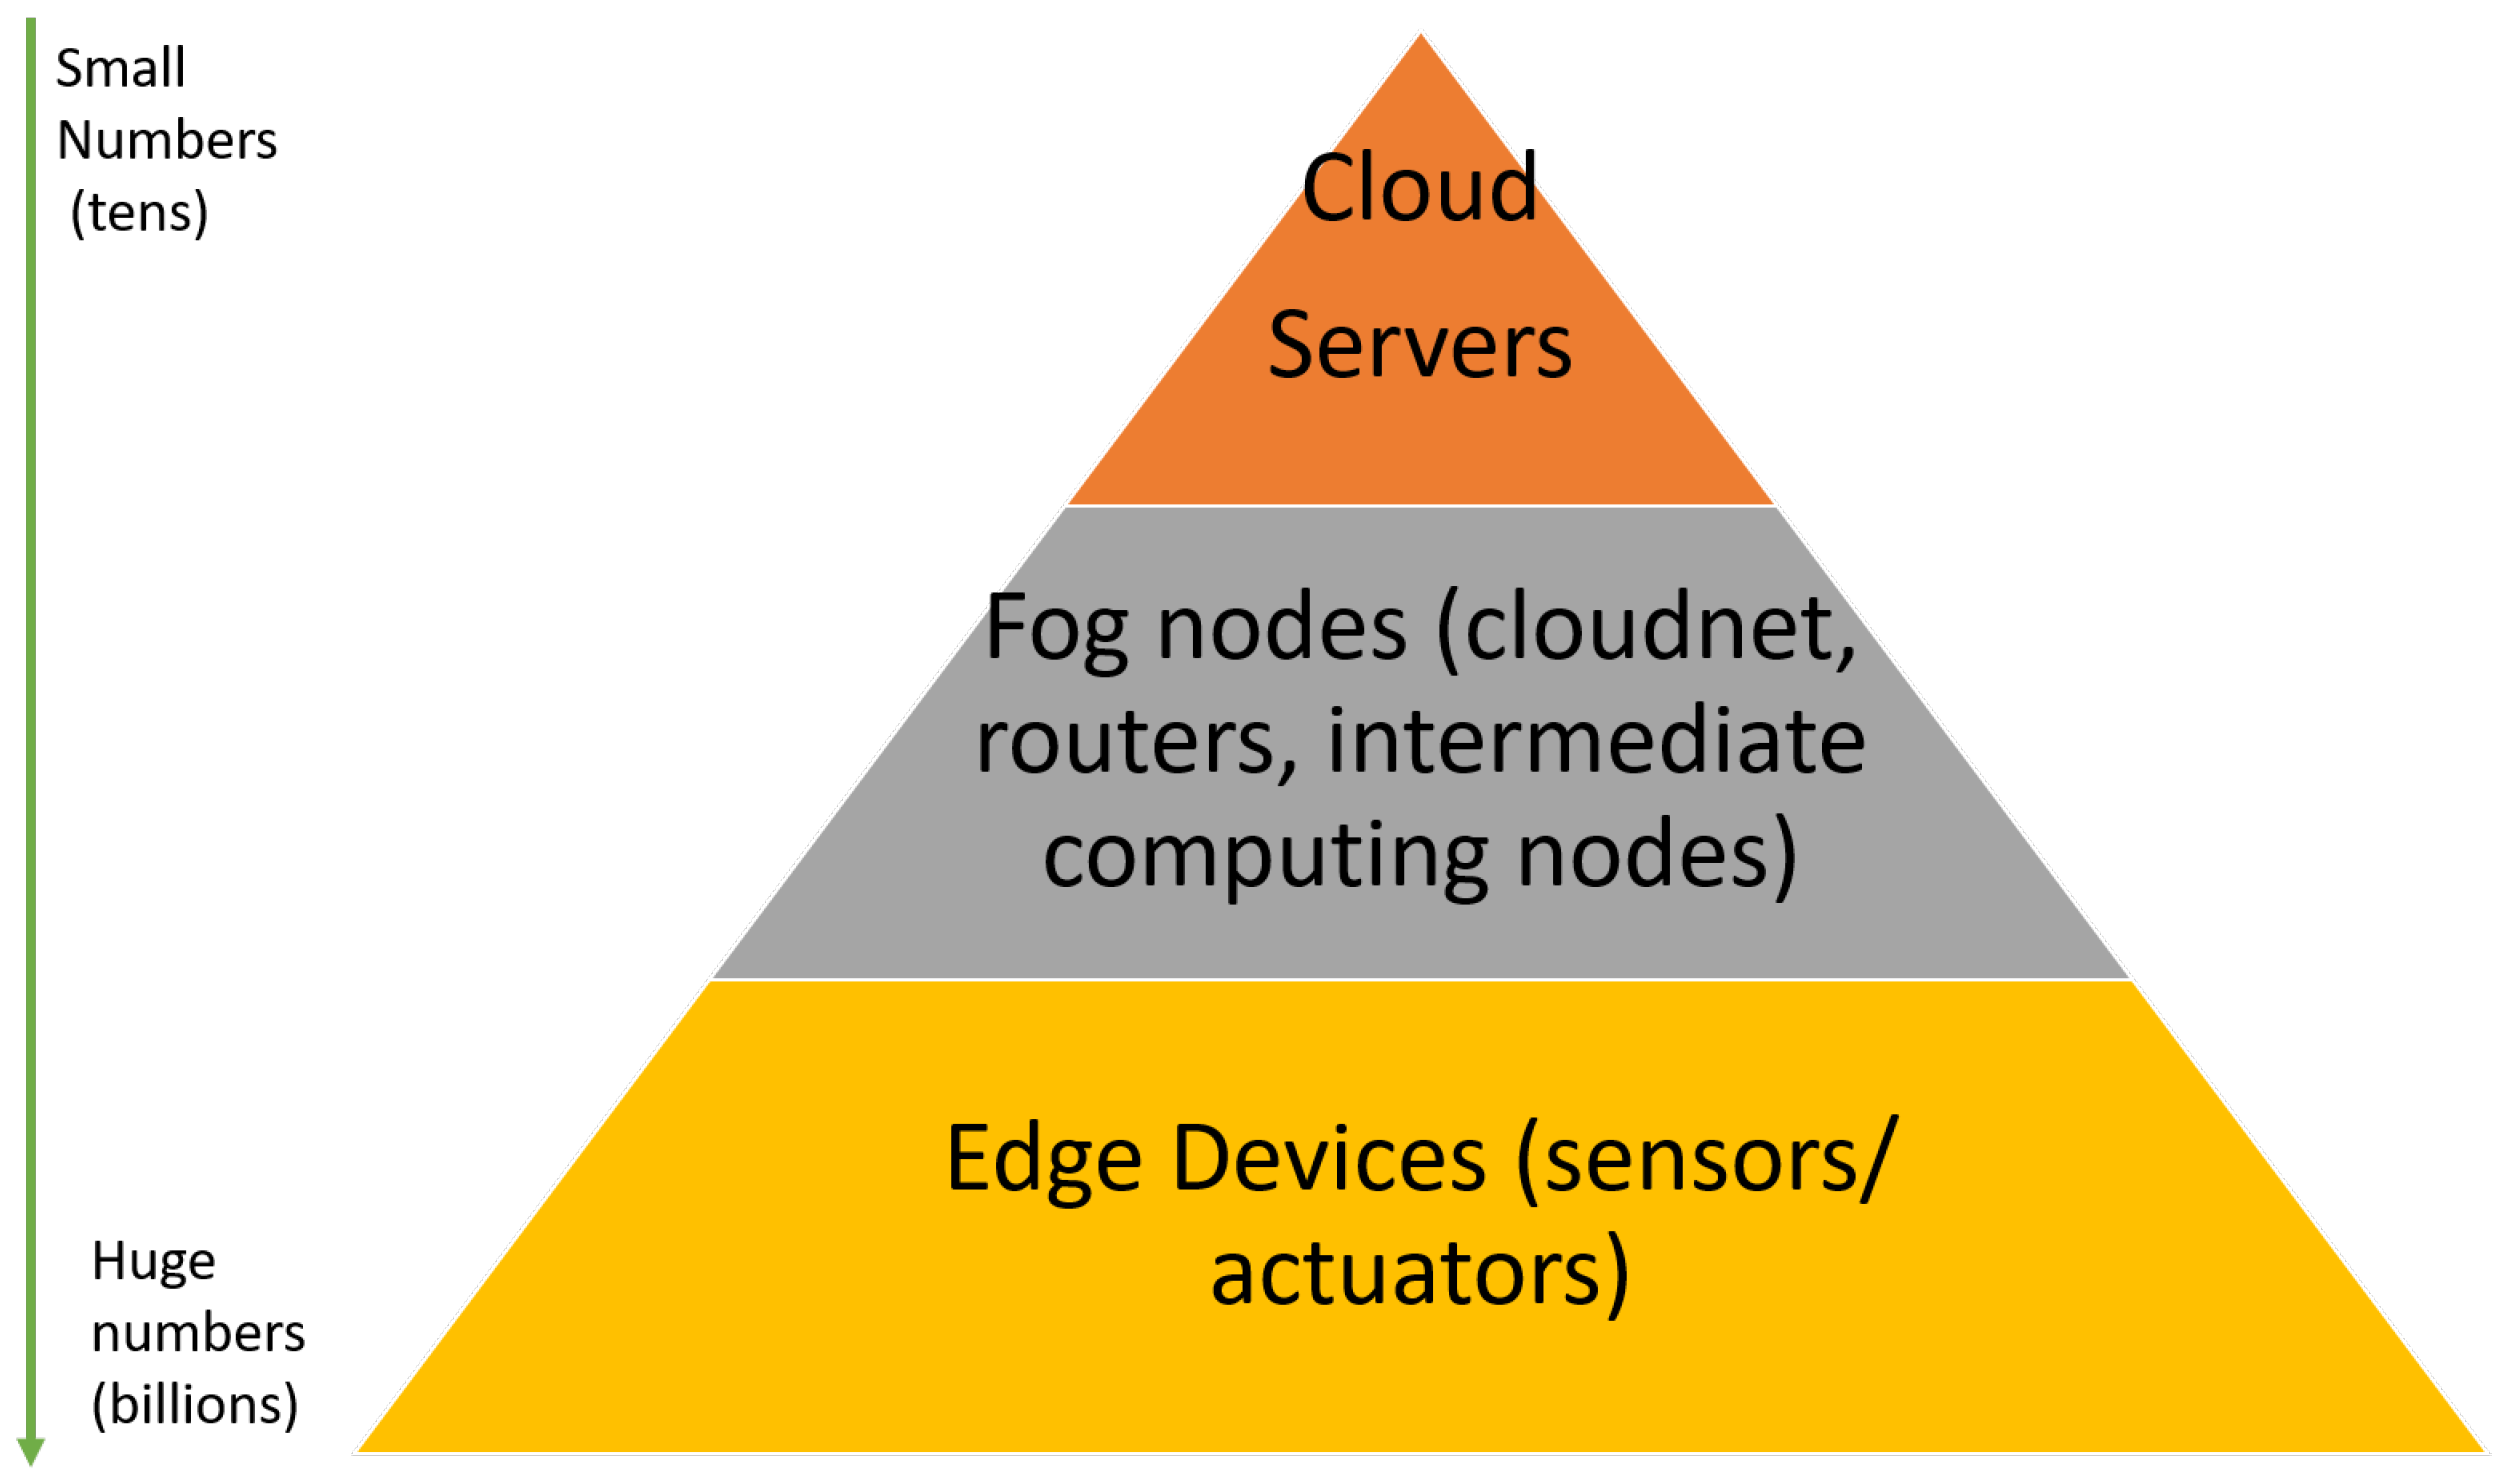 Small
Numbers
(tens)
Cloud
Servers
Fog nodes (cloudnet,
routers, intermediate
computing nodes)
Edge Devices (sensors/
actuators)
Huge
numbers
(billions)